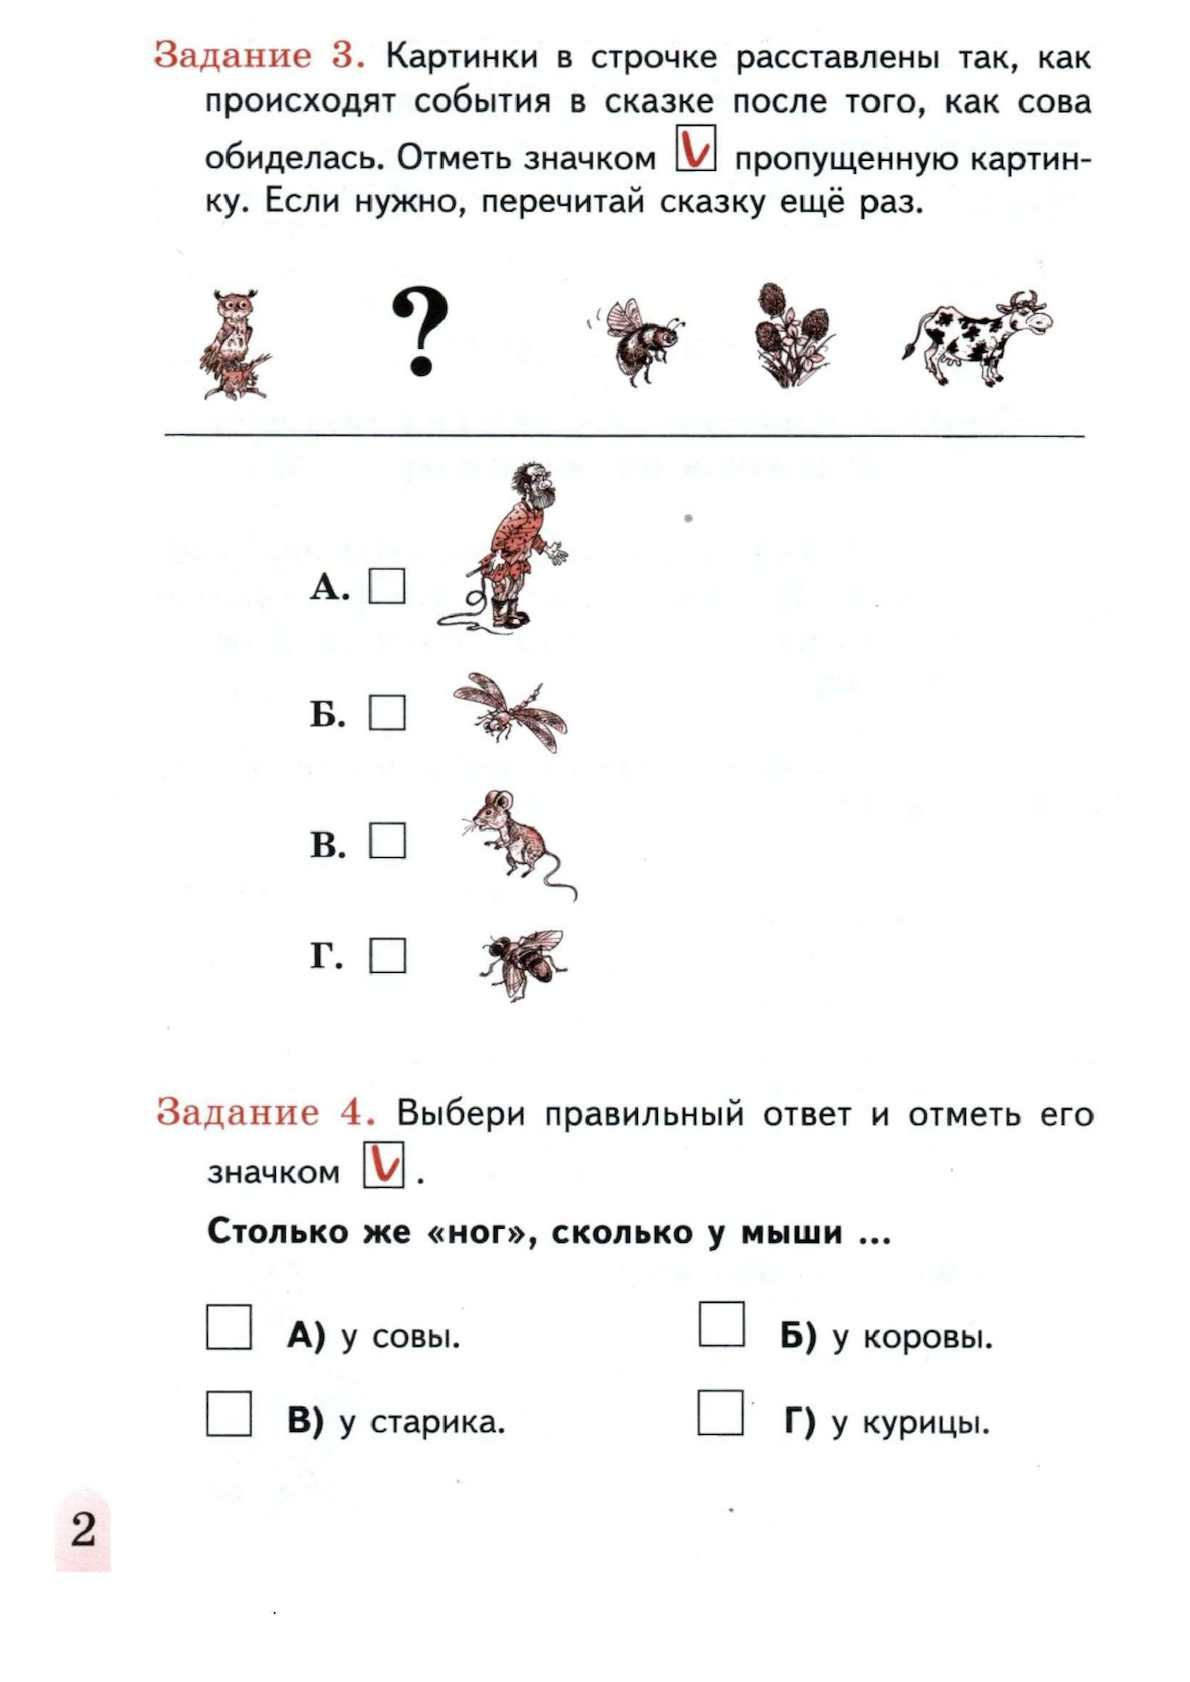 Задание 3. Картинки в строчке расставлены так, как
происходят события в сказке после того, как сова
обиделась. Отметь значком V пропущенную картин-
ку. Если нужно, перечитай сказку ещё раз.
?
А.
Б.
В.
Г.
Задание 4. Выбери правильный ответ и отметь его
значком V .
Столько же «ног», сколько у мыши ...
А) у совы.
Б) у коровы.
В) у старика.
Г) у курицы.
2